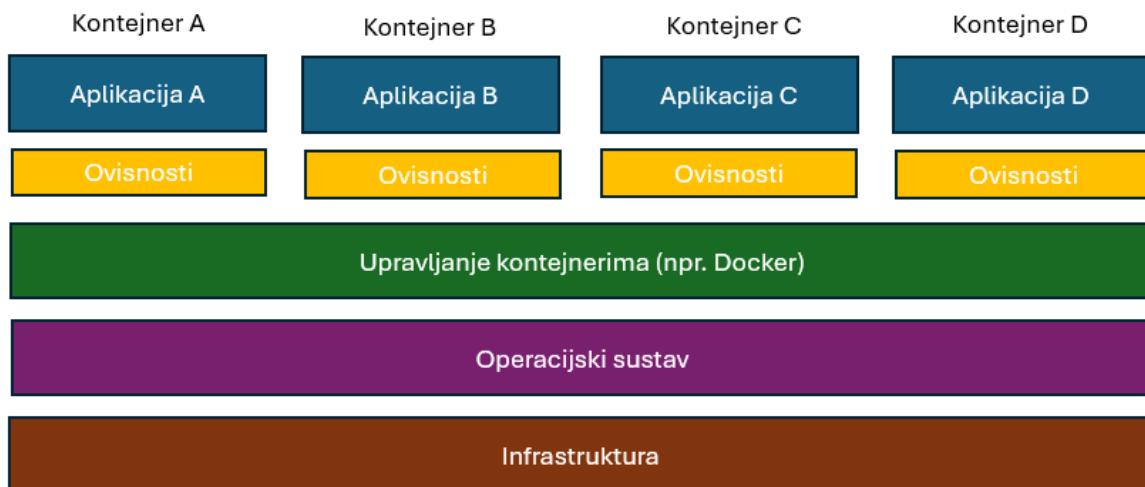 Kontejner A
Kontejner B
Kontejner C
Kontejner D
Aplikacija A
Aplikacija B
Aplikacija C
Aplikacija D
Ovisnosti
Ovisnosti
Ovisnosti
Ovisnosti
Upravljanje kontejnerima (npr. Docker)
Operacijski sustav
Infrastruktura